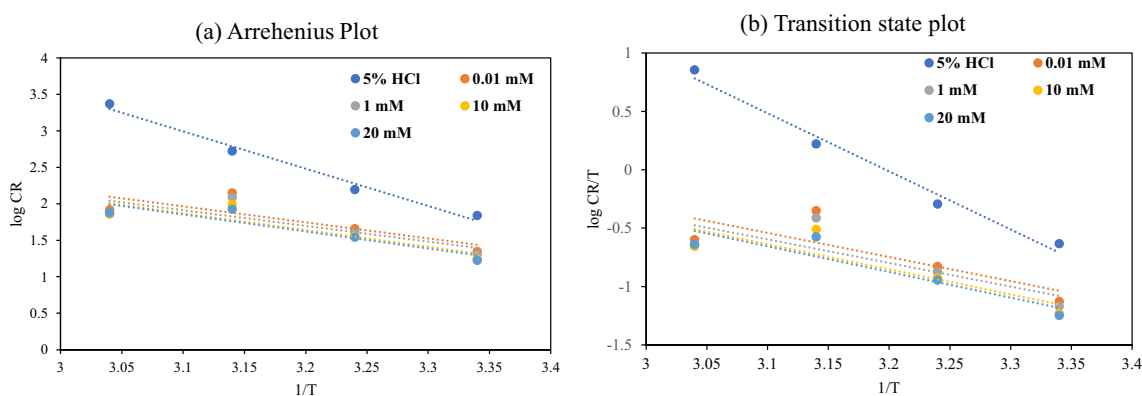 (a) Arrehenius Plot
4
3.5
3
2.5
2
1.5
1
0.5
0
log CR
5% HCl
0.01 mM
1 mM
10 mM
20 mM
3 3.05 3.1 3.15 3.2 3.25 3.3 3.35 3.4
1/T
(b) Transition state plot
1
0.5
0
-0.5
-1
-1.5
log CR/T
5% HCl
0.01 mM
1 mM
10 mM
20 mM
3 3.05 3.1 3.15 3.2 3.25 3.3 3.35 3.4
1/T